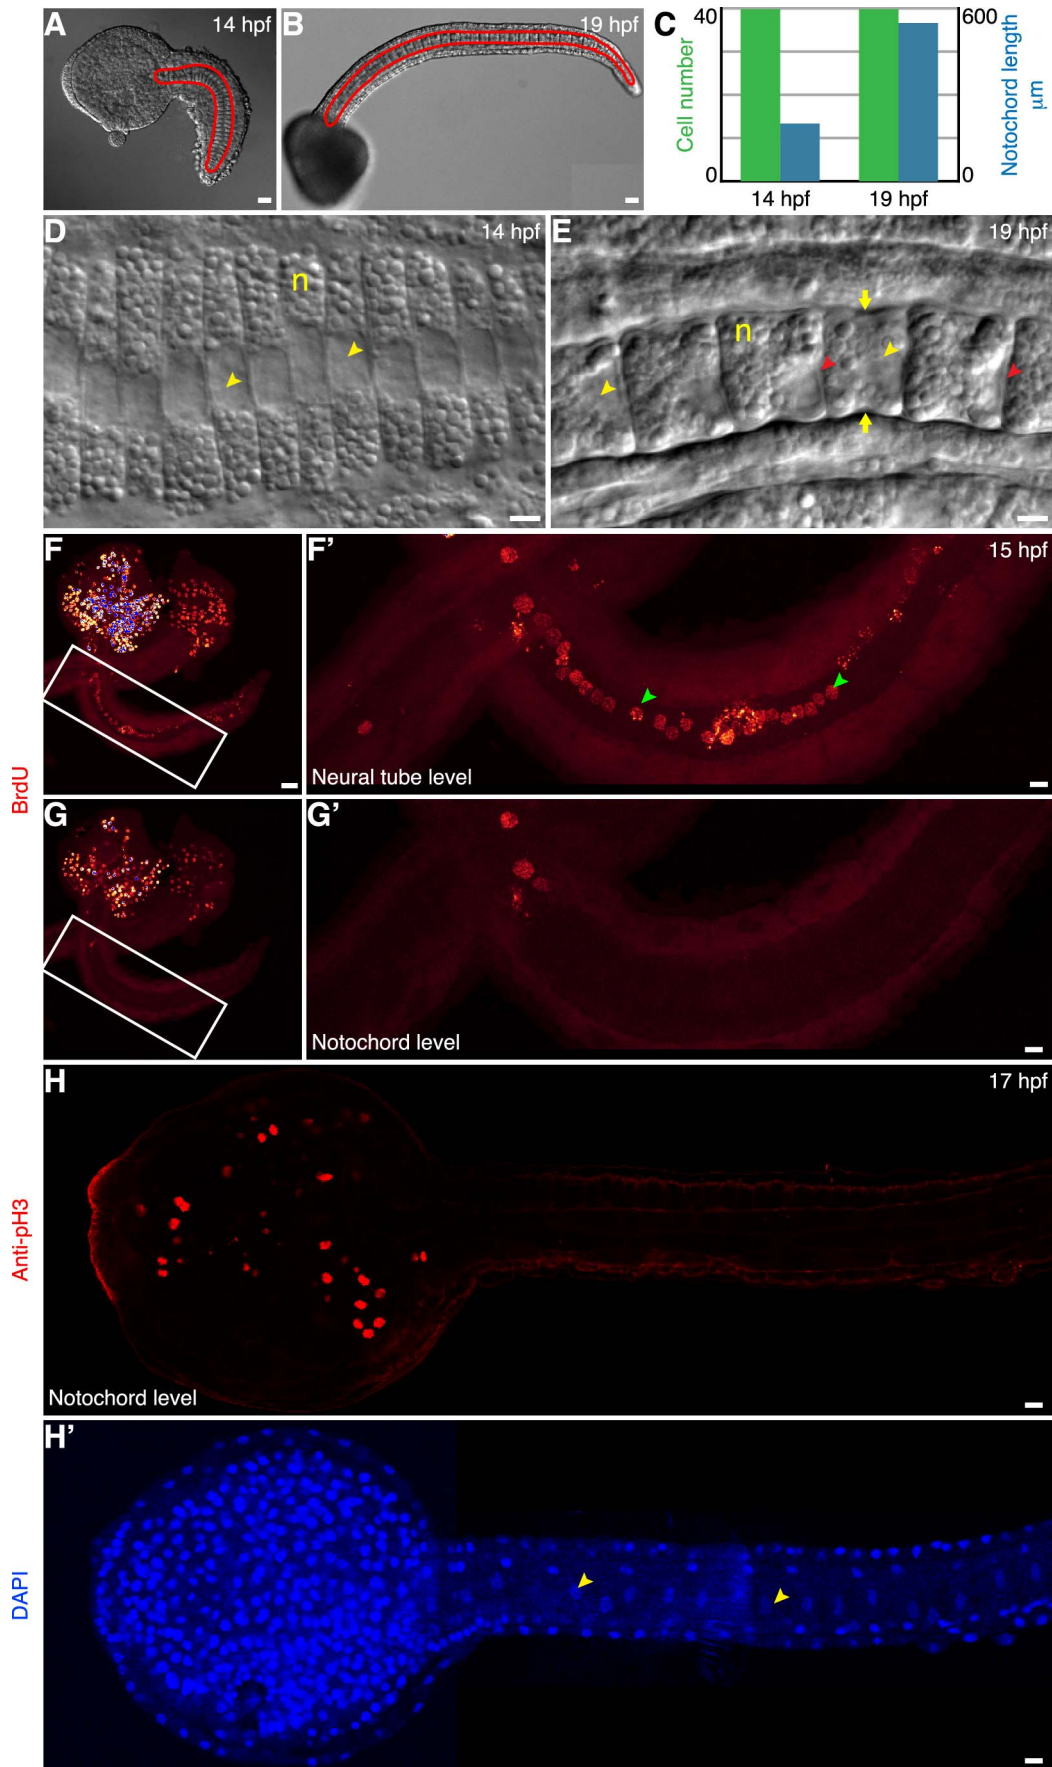 A
14 hpf
B
19 hpf
C
40
0
Cell number
600
0
Notochord length
μm
14 hpf
19 hpf
D
14 hpf
n
E
19 hpf
n
BrdU
F
F’
15 hpf
Neural tube level
G
G’
Notochord level
Anti-pH3
H
17 hpf
Notochord level
DAPI
H’